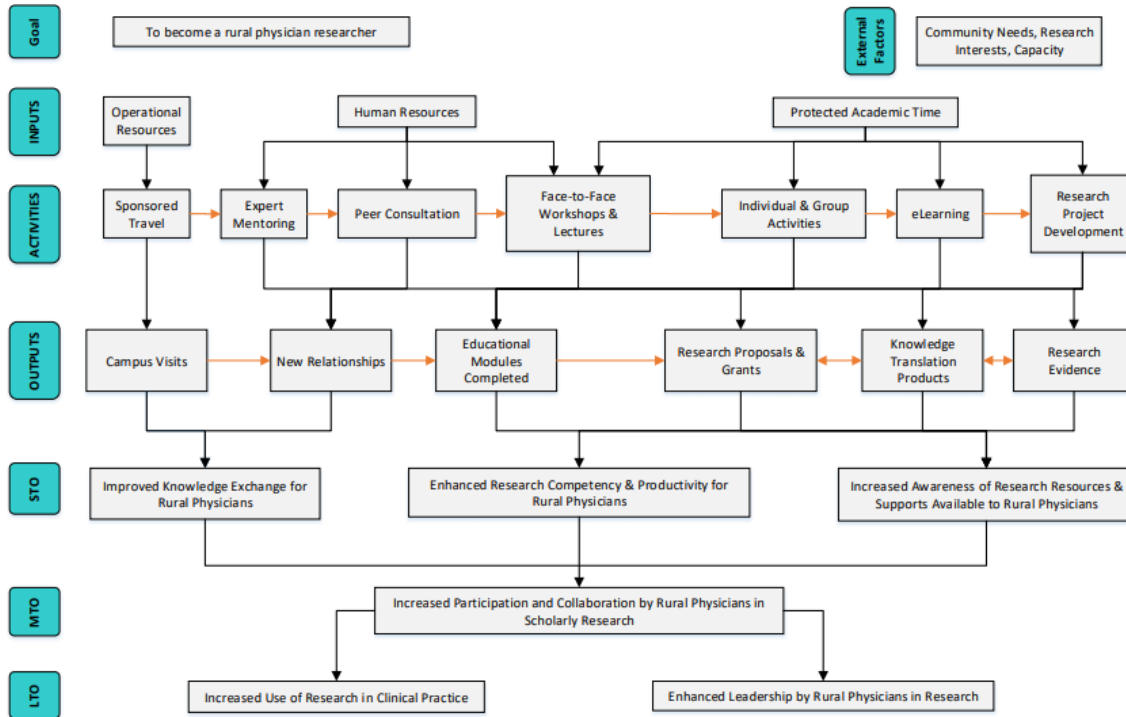 Goal
To become a rural physician researcher
External
Factors
Community Needs, Research
Interests, Capacity
INPUTS
Operational
Resources
Human Resources
Protected Academic Time
ACTIVITIES
Sponsored
Travel
Expert
Mentoring
Peer Consultation
Face-to-Face
Workshops &
Lectures
Individual & Group
Activities
eLearning
Research
Project
Development
OUTPUTS
Campus Visits
New Relationships
Educational
Modules
Completed
Research Proposals &
Grants
Knowledge
Translation
Products
Research
Evidence
STO
Improved Knowledge Exchange for
Rural Physicians
Enhanced Research Competency & Productivity for
Rural Physicians
Increased Awareness of Research Resources &
Supports Available to Rural Physicians
MTO
Increased Participation and Collaboration by Rural Physicians in
Scholarly Research
LTO
Increased Use of Research in Clinical Practice
Enhanced Leadership by Rural Physicians in Research